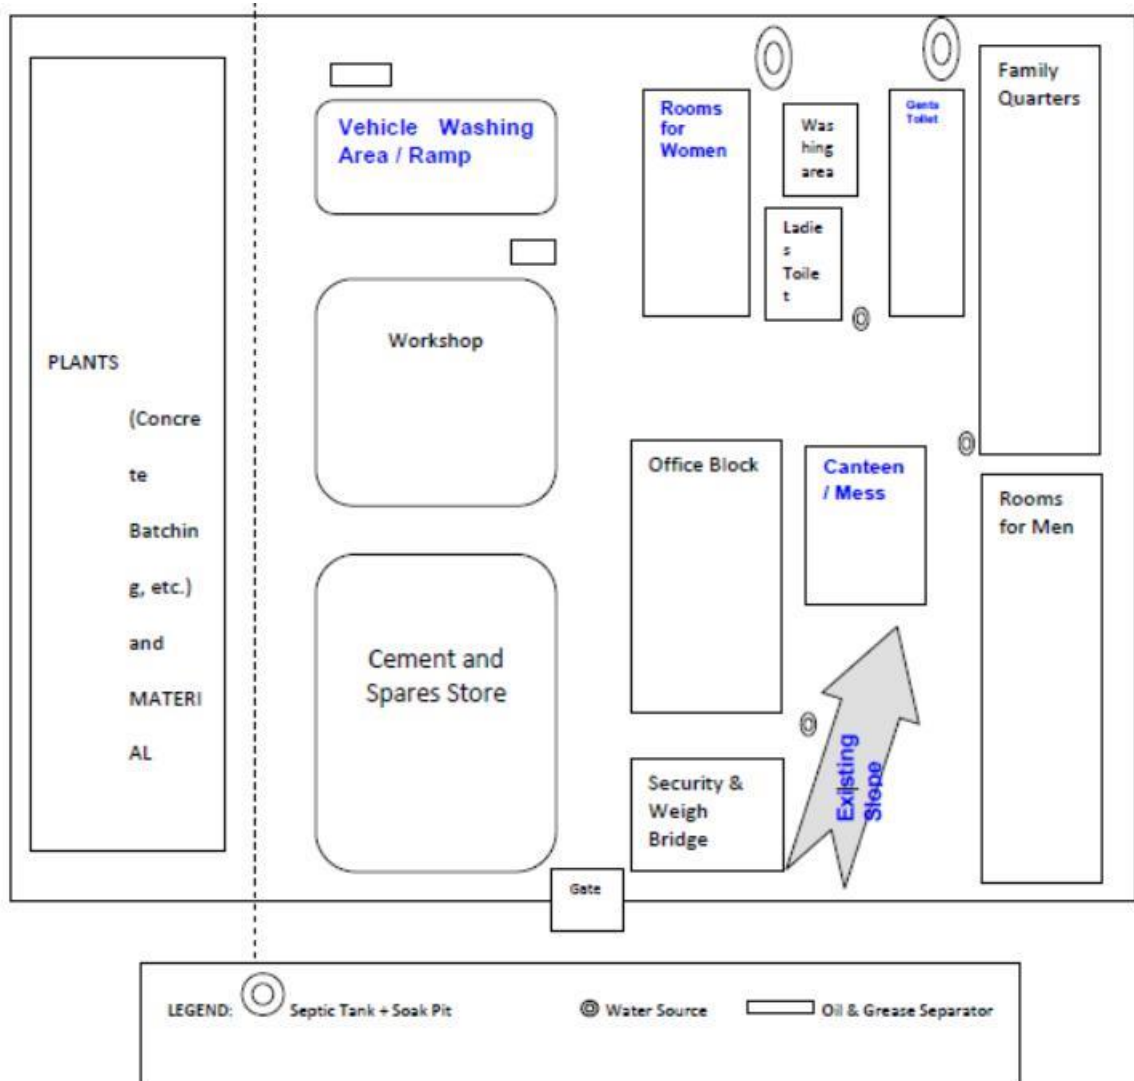 Vehicle Washing
Area / Ramp
Rooms
for
Women
Was
hing
area
Gents
Toilet
Family
Quarters
Ladie
s
Toile
t
Workshop
PLANTS
(Concre
te
Batchin
g, etc.)
and
MATERI
AL
Office Block
Canteen
/ Mess
Rooms
for Men
Cement and
Spares Store
Existing
Slope
Security &
Weigh
Bridge
Gate
LEGEND: Septic Tank + Soak Pit Water Source Oil & Grease Separator